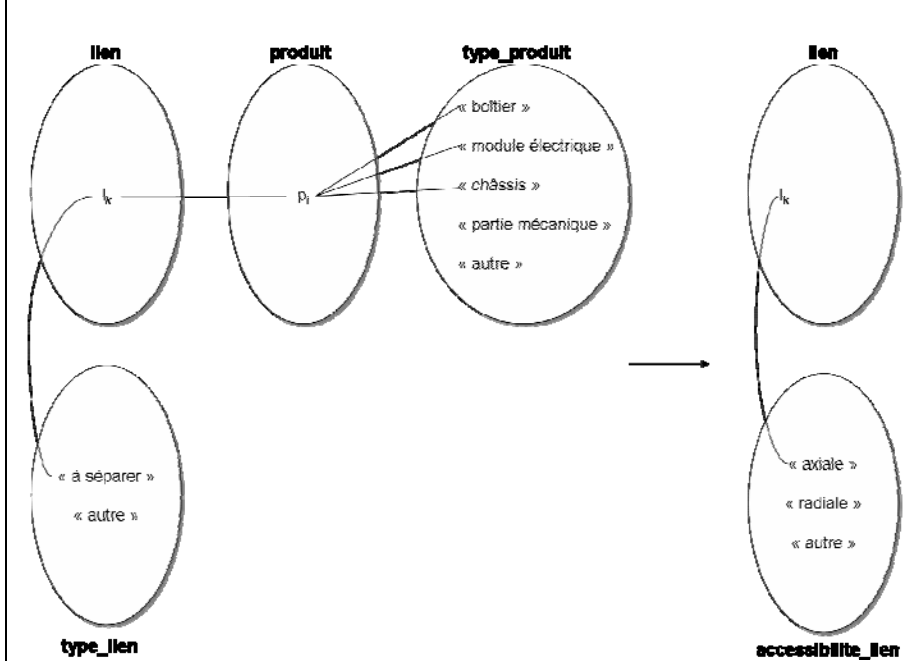 lien
produit
type_produit
lien
« boîtier »
« module électrique »
« châssis »
lk
pi
lk
« partie mécanique »
« autre »
« à séparer »
« autre »
« axiale »
« radiale »
« autre »
type_lien
accessibilite_lien